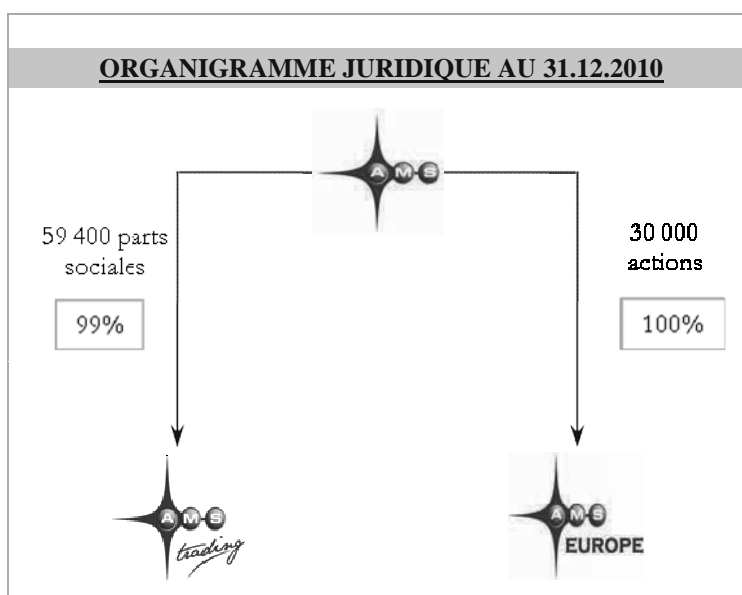 ORGANIGRAMME JURIDIQUE AU 31.12.2010
AMS
59 400 parts
sociales
99%
30 000
actions
100%
AMS
trading
AMS
EUROPE